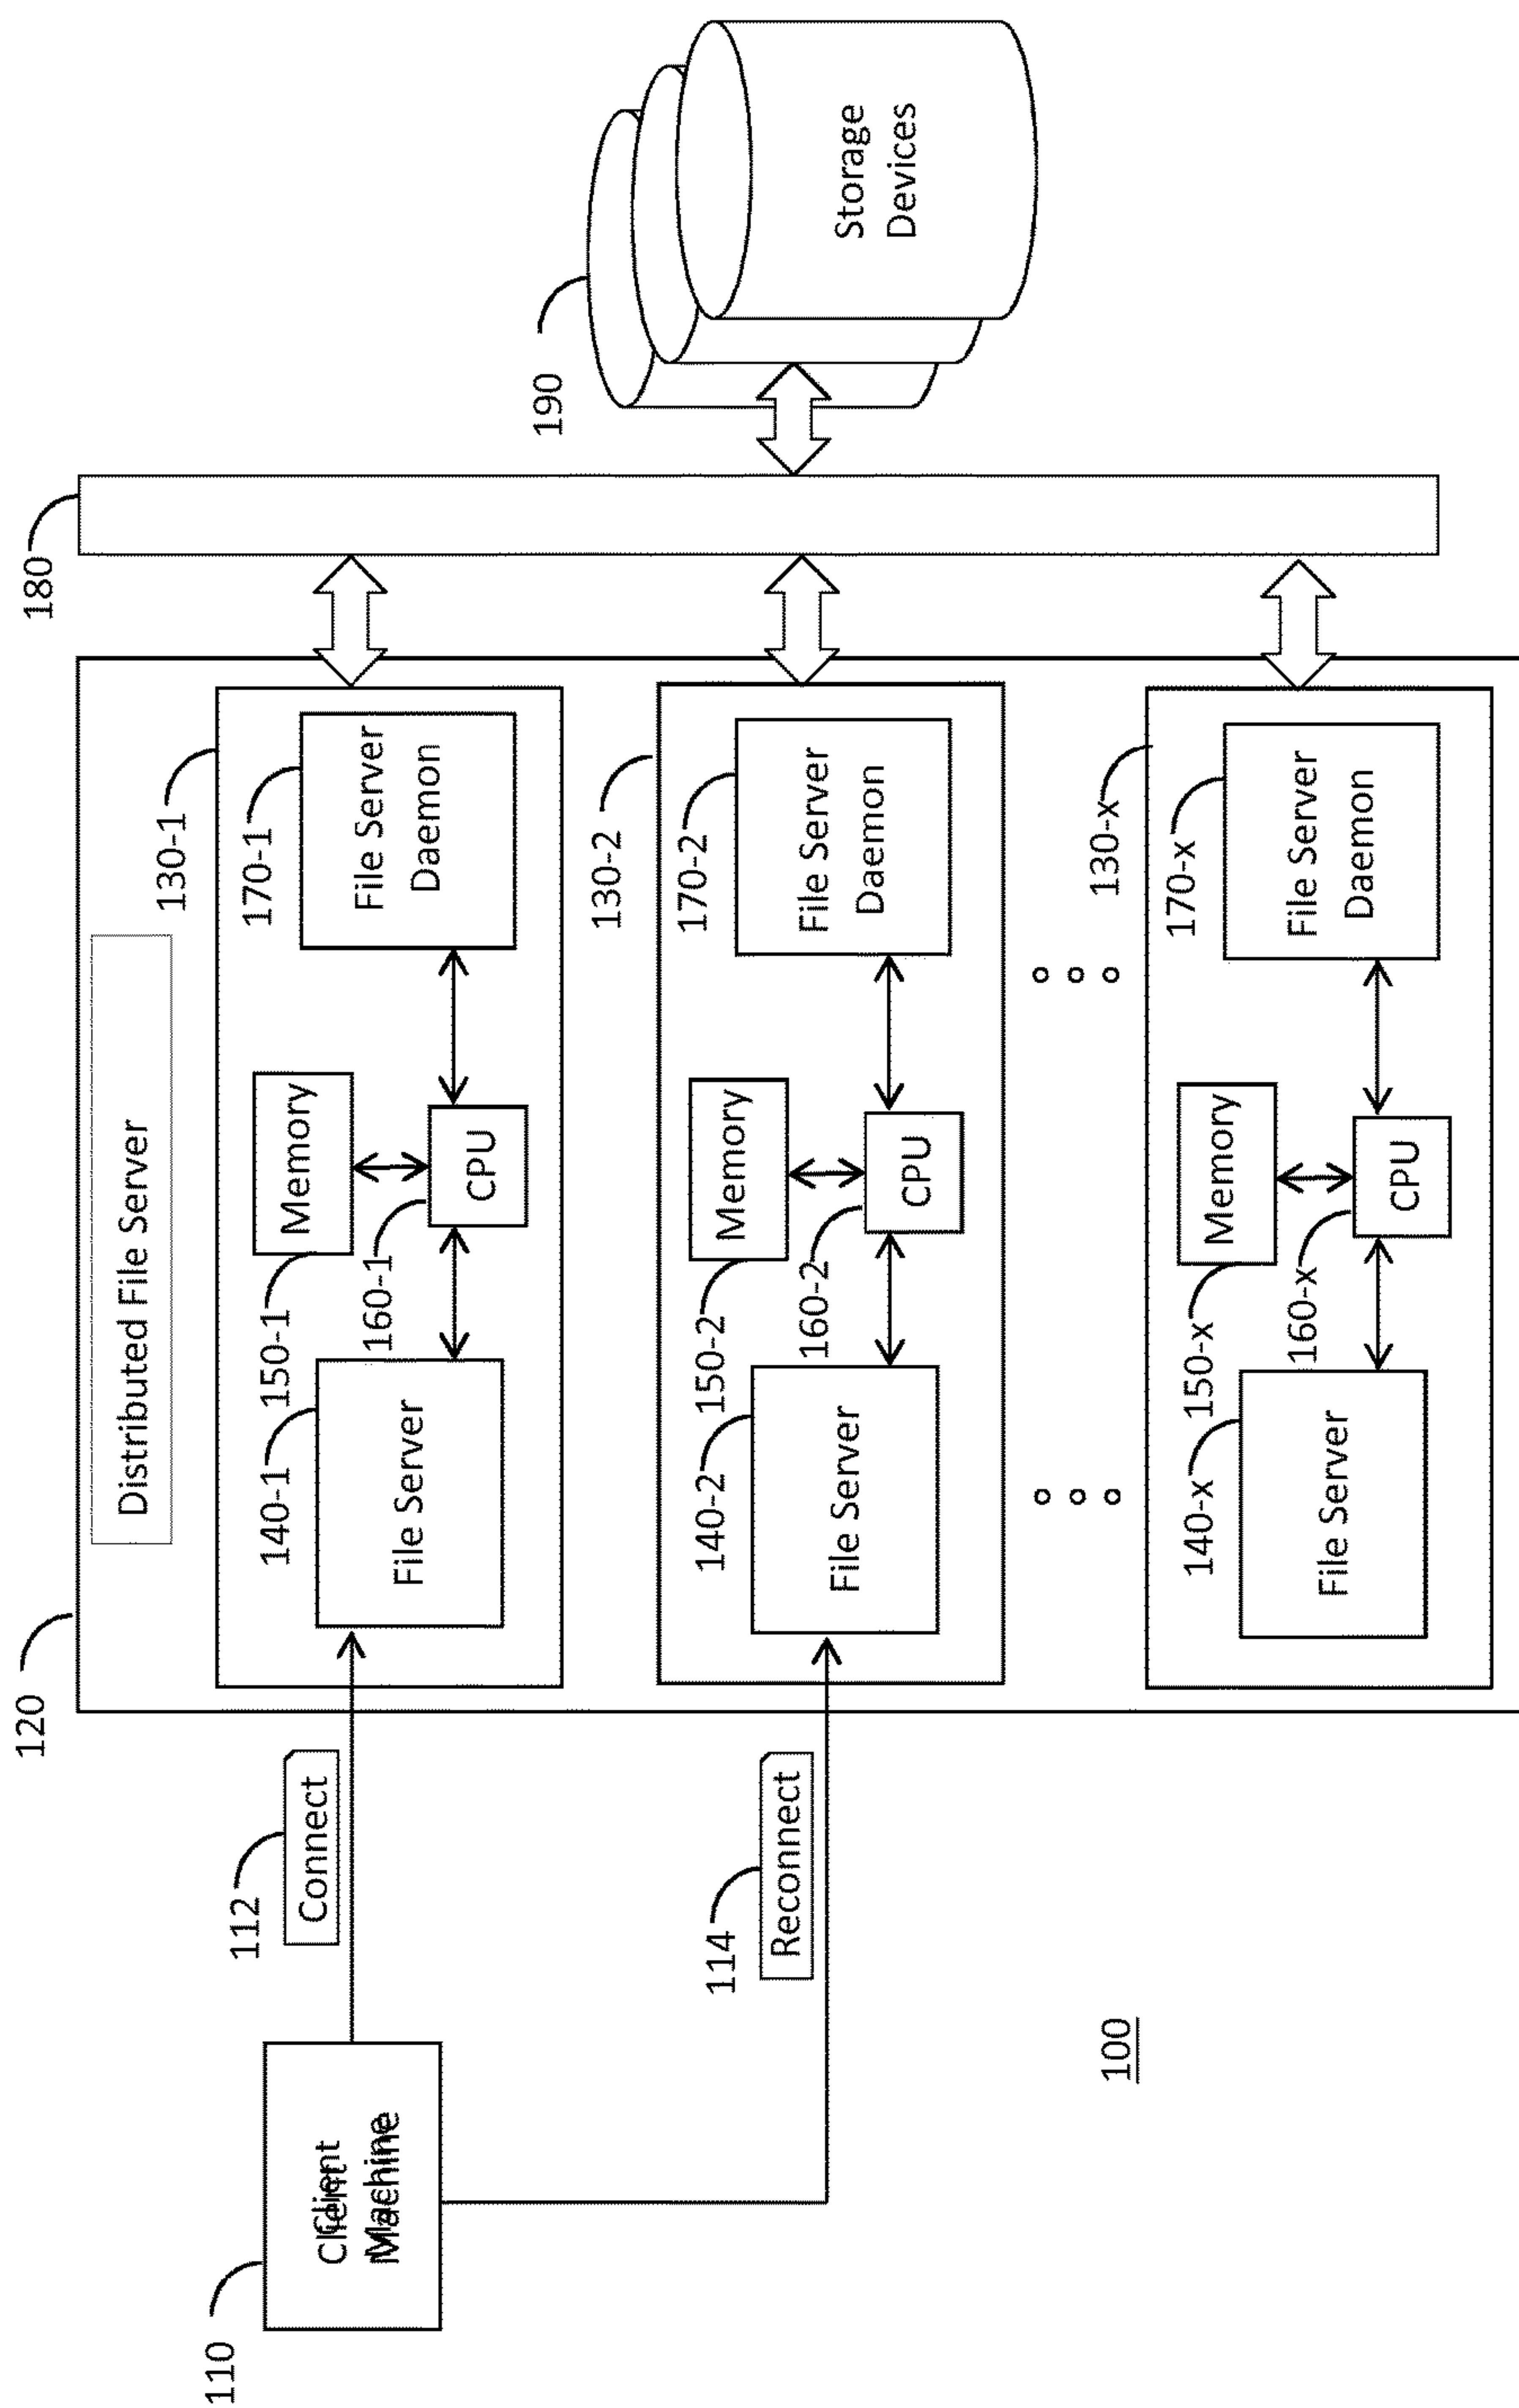 120
Distributed File Server
180
190
Storage
Devices
130-1
140-1
File Server
150-1
Memory
160-1
CPU
170-1
File Server
Daemon
112
Connect
110
Client
Machine
114
Reconnect
130-2
140-2
File Server
150-2
Memory
160-2
CPU
170-2
File Server
Daemon
130-x
140-x
File Server
150-x
Memory
160-x
CPU
170-x
File Server
Daemon
100